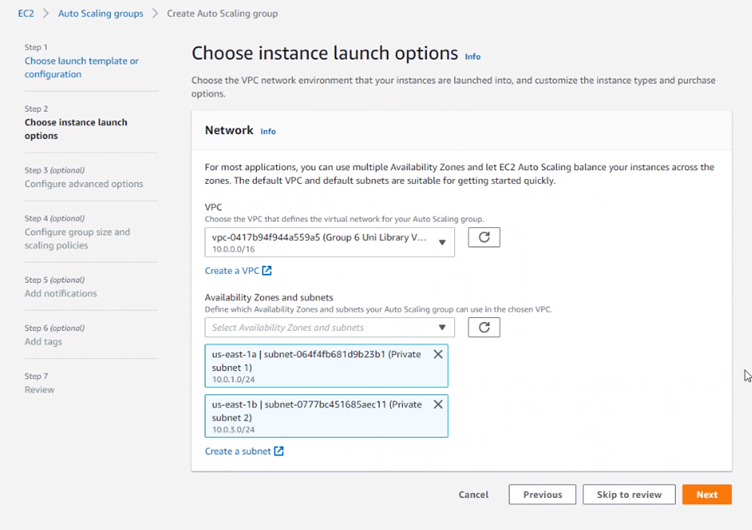 EC2 > Auto Scaling groups > Create Auto Scaling group
Step 1
Choose launch template or
configuration
Step 2
Choose instance launch
options
Step 3 (optional)
Configure advanced options
Step 4 (optional)
Configure group size and
scaling policies
Step 5 (optional)
Add notifications
Step 6 (optional)
Add tags
Step 7
Review
Choose instance launch options Info
Choose the VPC network environment that your instances are launched into, and customize the instance types and purchase
options.
Network Info
For most applications, you can use multiple Availability Zones and let EC2 Auto Scaling balance your instances across the
zones. The default VPC and default subnets are suitable for getting started quickly.
VPC
Choose the VPC that defines the virtual network for your Auto Scaling group.
vpc-0417b94f944a559a5 (Group 6 Uni Library V...
10.0.0.0/16
Create a VPC
Availability Zones and subnets
Define which Availability Zones and subnets your Auto Scaling group can use in the chosen VPC.
Select Availability Zones and subnets
us-east-1a | subnet-064f4fb681d9b23b1 (Private
subnet 1)
10.0.1.0/24
us-east-1b | subnet-0777bc451685aec11 (Private
subnet 2)
10.0.3.0/24
Create a subnet
Cancel
Previous
Skip to review
Next